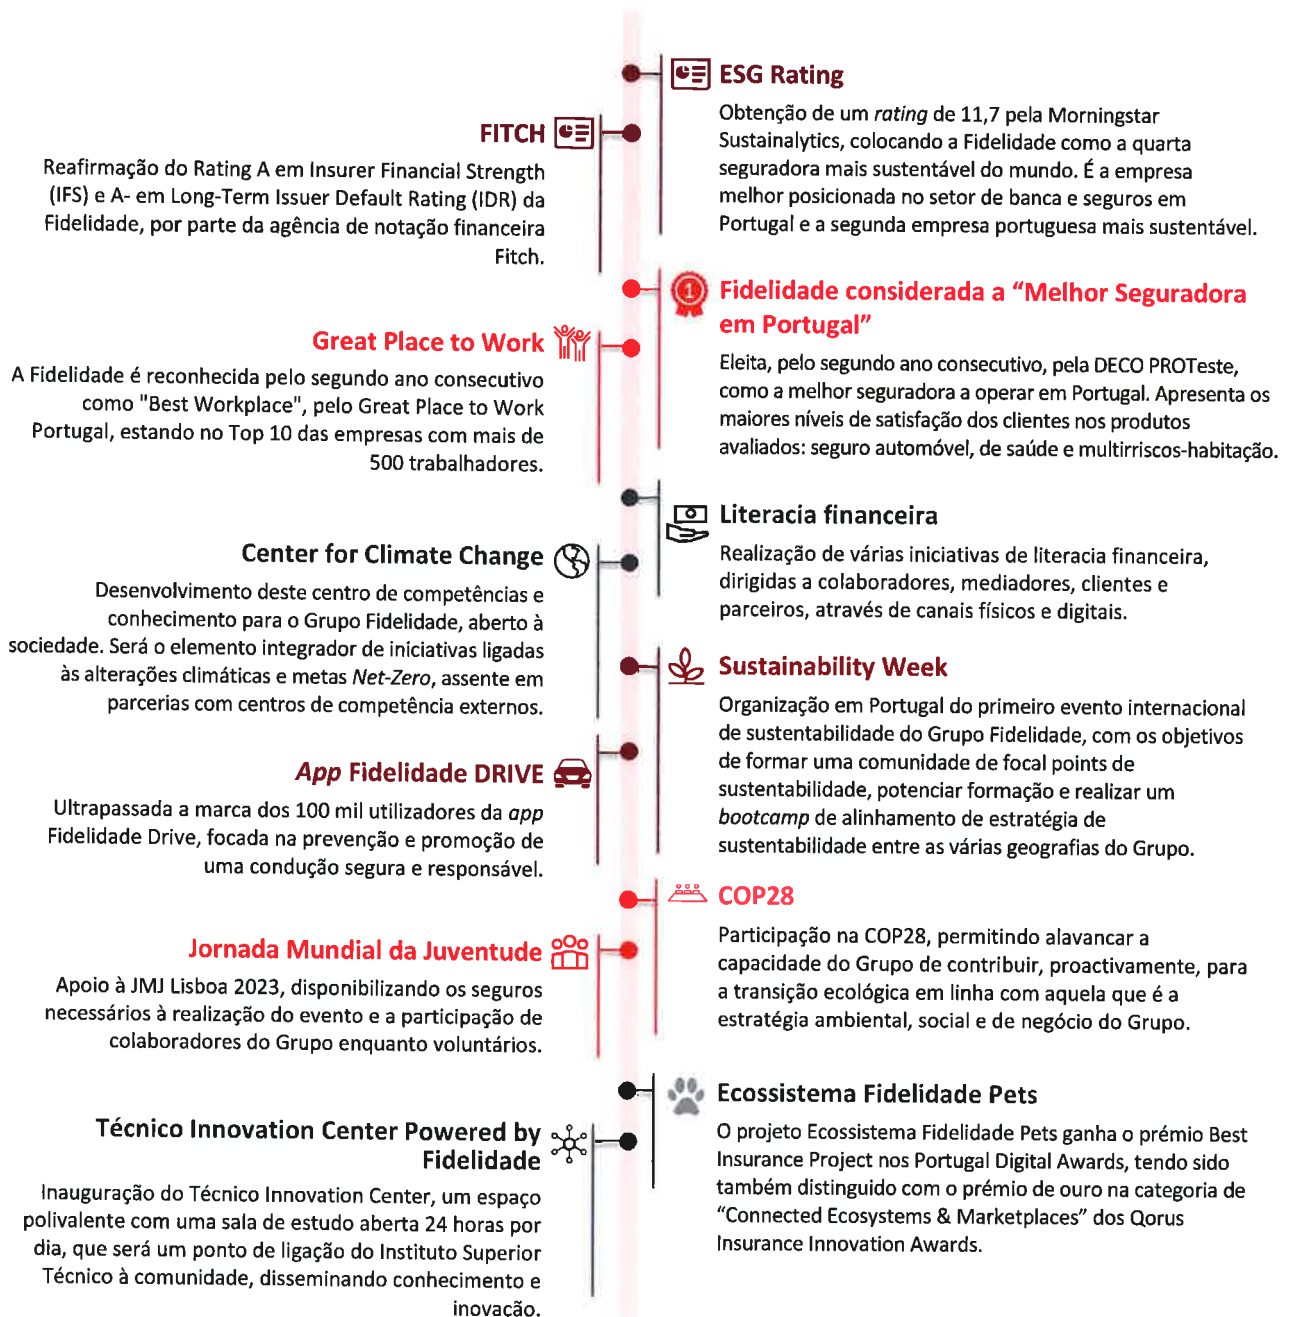 ESG Rating
Obtenção de um rating de 11,7 pela Morningstar
Sustainalytics, colocando a Fidelidade como a quarta
seguradora mais sustentável do mundo. É a empresa
melhor posicionada no setor de banca e seguros em
Portugal e a segunda empresa portuguesa mais sustentável.
FITCH
Reafirmação do Rating A em Insurer Financial Strength
(IFS) e A- em Long-Term Issuer Default Rating (IDR) da
Fidelidade, por parte da agência de notação financeira
Fitch.
Fidelidade considerada a “Melhor Seguradora
em Portugal”
Eleita, pelo segundo ano consecutivo, pela DECO PROTeste,
como a melhor seguradora a operar em Portugal. Apresenta os
maiores níveis de satisfação dos clientes nos produtos
avaliados: seguro automóvel, de saúde e multirriscos-habitação.
Great Place to Work
A Fidelidade é reconhecida pelo segundo ano consecutivo
como "Best Workplace", pelo Great Place to Work
Portugal, estando no Top 10 das empresas com mais de
500 trabalhadores.
Literacia financeira
Realização de várias iniciativas de literacia financeira,
dirigidas a colaboradores, mediadores, clientes e
parceiros, através de canais físicos e digitais.
Center for Climate Change
Desenvolvimento deste centro de competências e
conhecimento para o Grupo Fidelidade, aberto à
sociedade. Será o elemento integrador de iniciativas ligadas
às alterações climáticas e metas Net-Zero, assente em
parcerias com centros de competência externos.
Sustainability Week
Organização em Portugal do primeiro evento internacional
de sustentabilidade do Grupo Fidelidade, com os objetivos
de formar uma comunidade de focal points de
sustentabilidade, potenciar formação e realizar um
bootcamp de alinhamento de estratégia de
sustentabilidade entre as várias geografias do Grupo.
App Fidelidade DRIVE
Ultrapassada a marca dos 100 mil utilizadores da app
Fidelidade Drive, focada na prevenção e promoção de
uma condução segura e responsável.
COP28
Participação na COP28, permitindo alavancar a
capacidade do Grupo de contribuir, proactivamente, para
a transição ecológica em linha com aquela que é a
estratégia ambiental, social e de negócio do Grupo.
Jornada Mundial da Juventude
Apoio à JMJ Lisboa 2023, disponibilizando os seguros
necessários à realização do evento e a participação de
colaboradores do Grupo enquanto voluntários.
Ecossistema Fidelidade Pets
O projeto Ecossistema Fidelidade Pets ganha o prémio Best
Insurance Project nos Portugal Digital Awards, tendo sido
também distinguido com o prémio de ouro na categoria de
“Connected Ecosystems & Marketplaces” dos Qorus
Insurance Innovation Awards.
Técnico Innovation Center Powered by
Fidelidade
Inauguração do Técnico Innovation Center, um espaço
polivalente com uma sala de estudo aberta 24 horas por
dia, que será um ponto de ligação do Instituto Superior
Técnico à comunidade, disseminando conhecimento e
inovação.